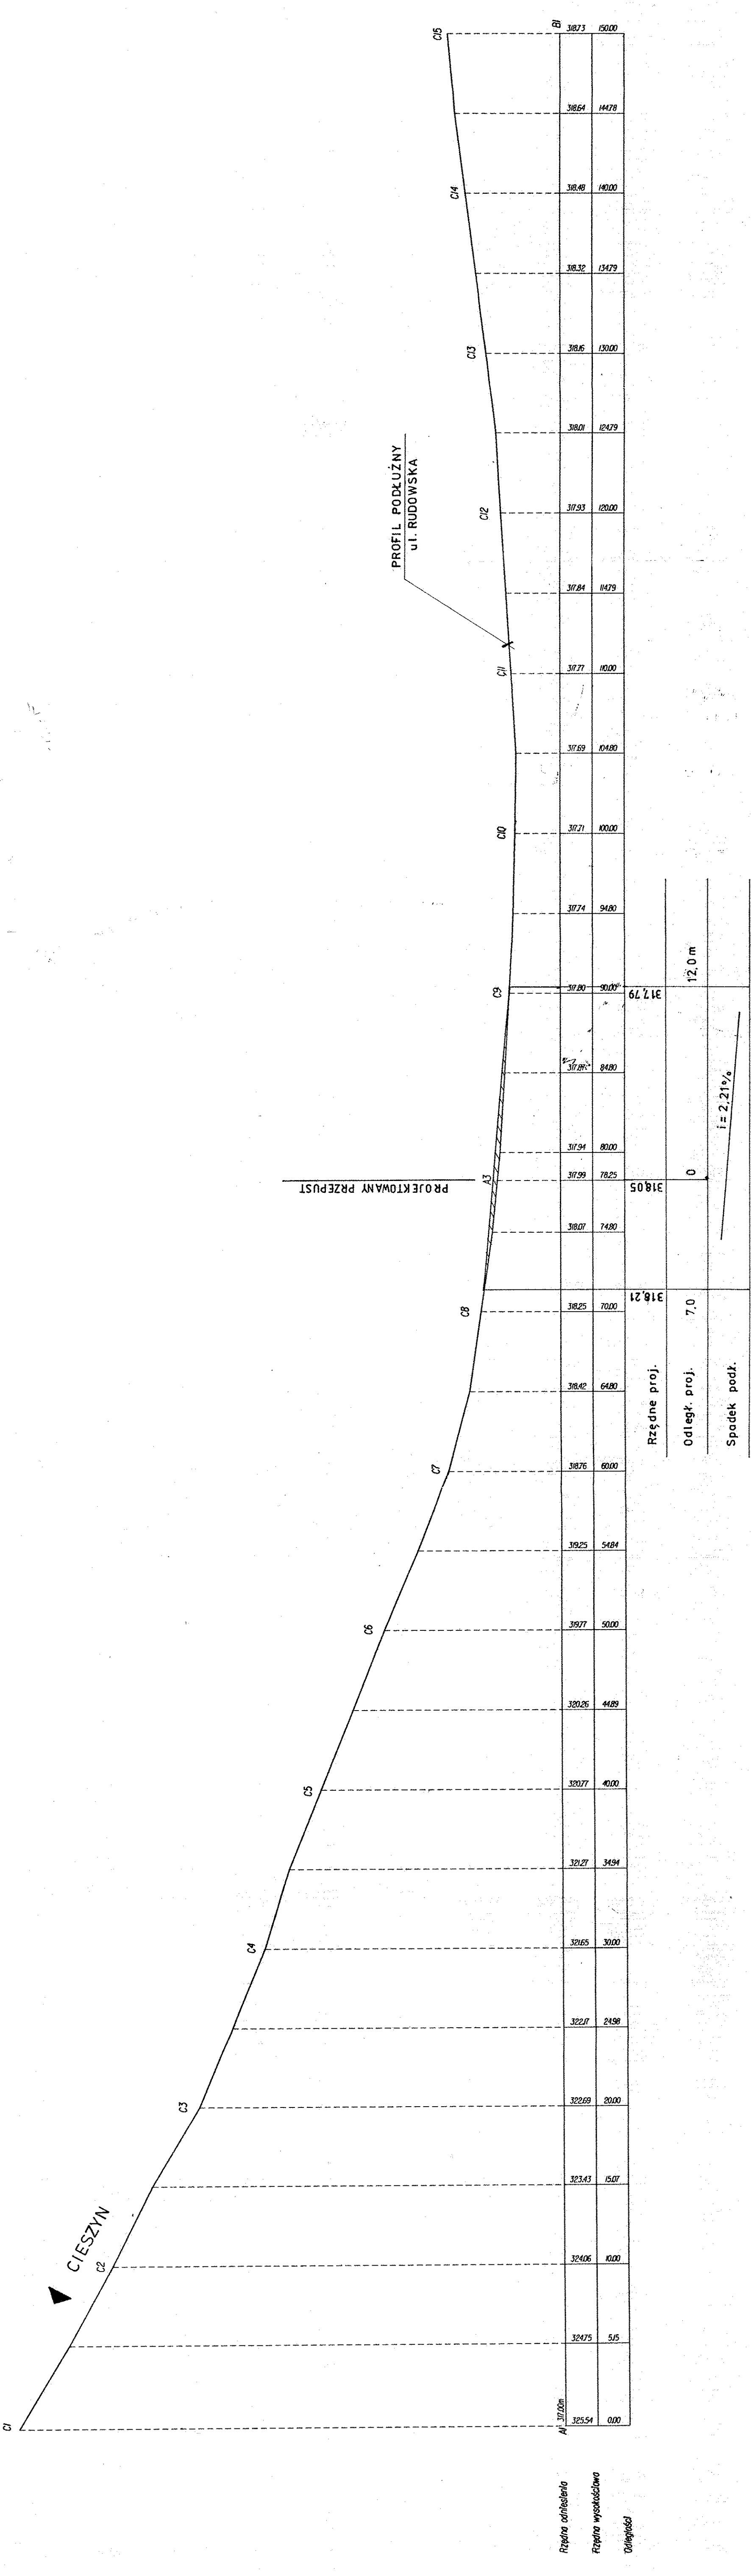 C1
C2
C3
C4
C5
C6
C7
C8
A3
C9
C10
C11
C12
C13
C14
C15
CIESZYN
PROJEKTOWANY PRZEPUST
PROFIL PODŁUŻNY
ul. RUDOWSKA
A1 317.00m
B1
Rzędna odniesienia
Rzędna wysokościowa
325.54 324.75 324.06 323.43 322.69 322.17 321.65 321.27 320.77 320.26 319.77 319.25 318.76 318.42 318.25 318.07 317.99 317.94 317.87 317.80 317.74 317.71 317.69 317.77 317.84 317.93 318.01 318.16 318.32 318.48 318.64 318.73
Odległości
0.00 5.15 10.00 15.07 20.00 24.98 30.00 34.94 40.00 44.89 50.00 54.84 60.00 64.80 70.00 74.80 78.25 80.00 84.80 90.00 94.80 100.00 104.80 110.00 114.79 120.00 124.79 130.00 134.79 140.00 144.78 150.00
Rzędne proj. 318,21 318,05 317,79
Odległ. proj. 7,0 0 12,0 m
Spadek podł. i = 2,21%